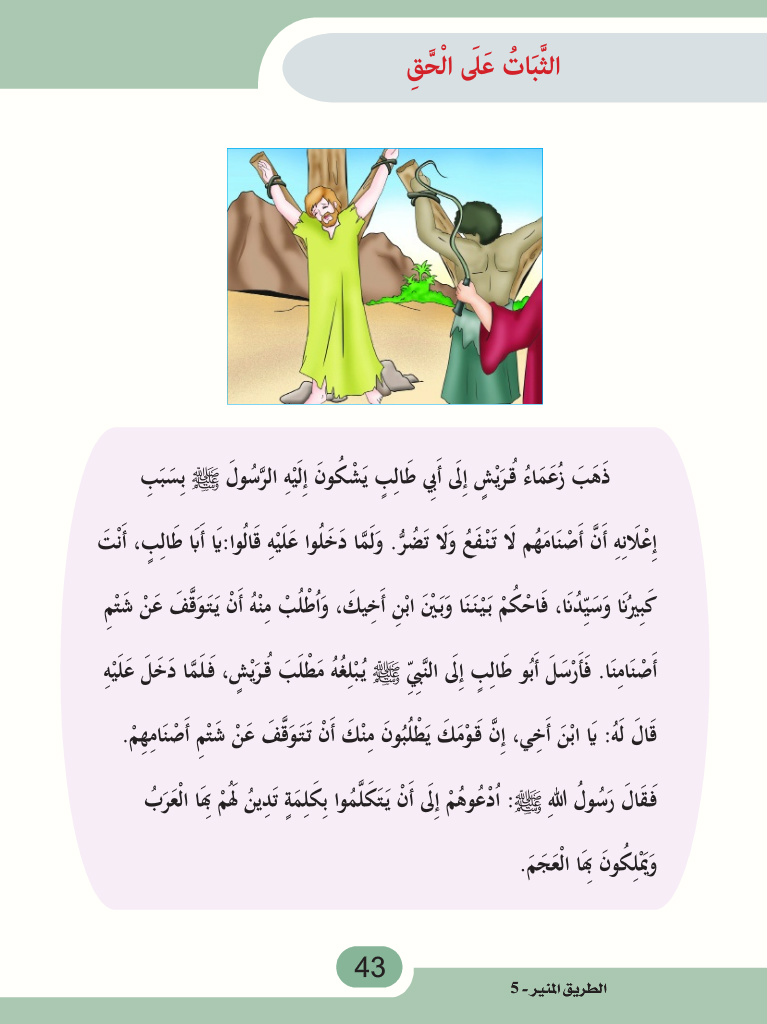 الثَّبَاتُ عَلَى الْحَقِ
ذَهَبَ زُعَمَاءُ قُرَيْشٍ إِلَى أَبِي طَالِبٍ يَشْكُونَ إِلَيْهِ الرَّسُولَ ﷺ بِسَبَبِ
إِعْلَانِهِ أَنَّ أَصْنَامَهُم لَا تَنْفَعُ وَلَا تَضُرُّ. وَلَمَّا دَخَلُوا عَلَيْهِ قَالُوا:يَا أَبَا طَالِبٍ، أَنْتَ
كَبِيرُنَا وَسَيِّدُنَا، فَاحْكُمْ بَيْنَنَا وَبَيْنَ ابْنِ أَخِيكَ، وَاُطْلُبْ مِنْهُ أَنْ يَتَوَقَّفَ عَنْ شَتْمِ
أَصْنَامِنَا. فَأَرْسَلَ أَبُو طَالِبٍ إِلَى النَّبِيِّ ﷺ يُبْلِغُهُ مَطْلَبَ قُرَيْشٍ، فَلَمَّا دَخَلَ عَلَيْهِ
قَالَ لَهُ: يَا ابْنَ أَخِي، إِنَّ قَوْمَكَ يَطْلُبُونَ مِنْكَ أَنْ تَتَوَقَّفَ عَنْ شَتْمِ أَصْنَامِهِمْ.
فَقَالَ رَسُولُ اللهِ ﷺ: اُدْعُوهُمْ إِلَى أَنْ يَتَكَلَّمُوا بِكَلِمَةٍ تَدِينُ لَهُمْ بِهَا الْعَرَبُ
وَيَمْلِكُونَ بِهَا الْعَجَمَ.
43
الطريق المنير - 5